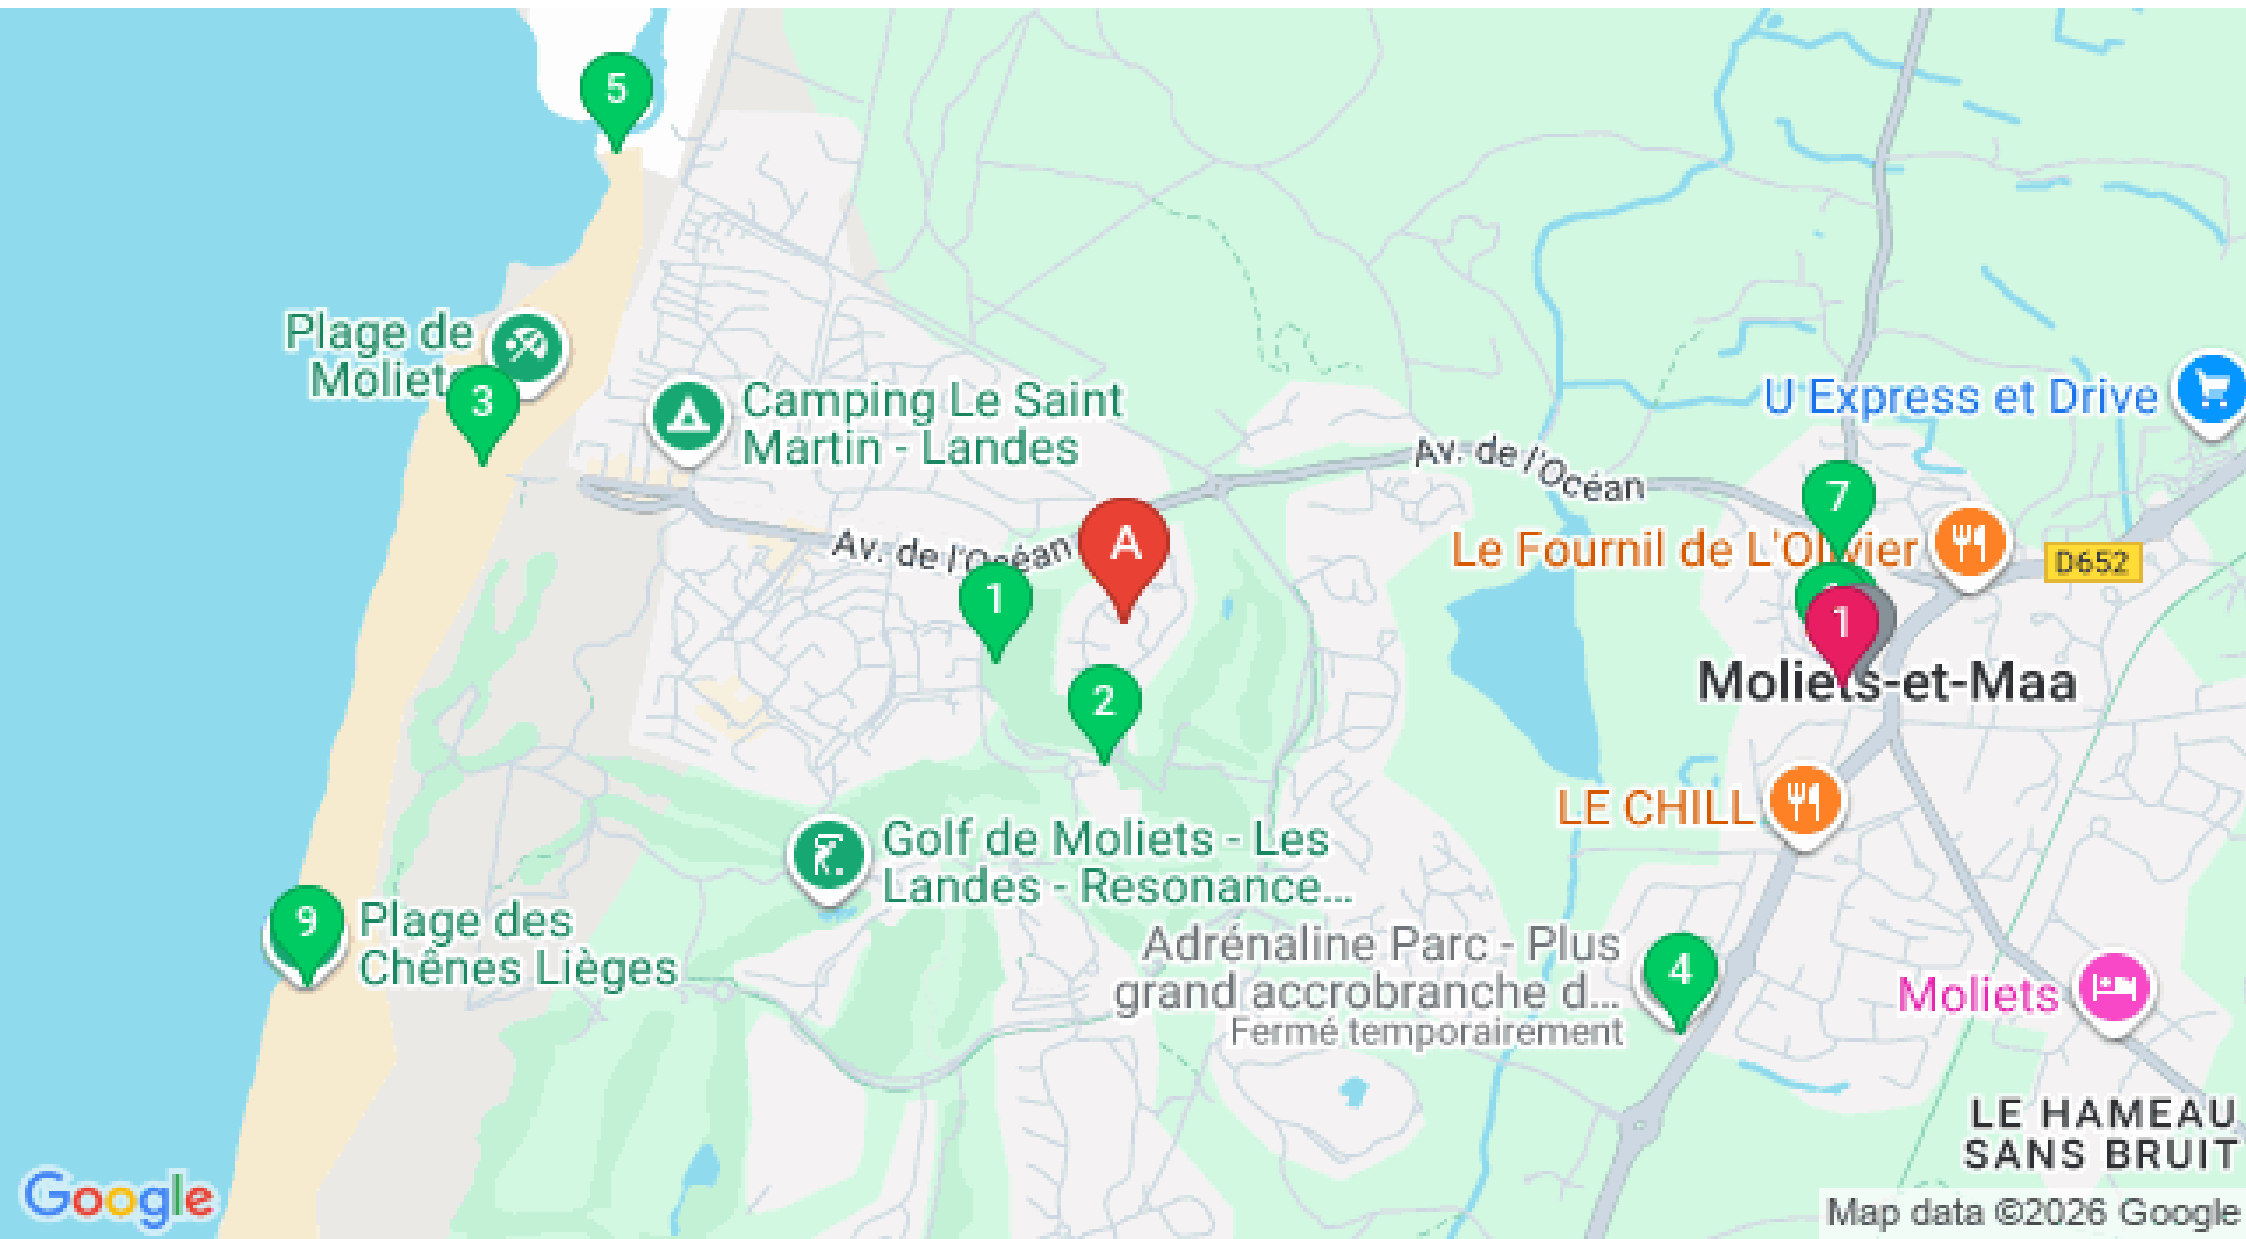 5
Plage de
Moliets
3
Camping Le Saint
Martin - Landes
U Express et Drive
Av. de l'Océan
7
Av. de l'Océan
A
Le Fournil de L'Olivier
D652
1
1
Moliets-et-Maa
2
LE CHILL
Golf de Moliets - Les
Landes - Resonance...
9
Plage des
Chênes Lièges
Adrénaline Parc - Plus
grand accrobranche d...
Fermé temporairement
4
Moliets
LE HAMEAU
SANS BRUIT
Google
Map data ©2026 Google